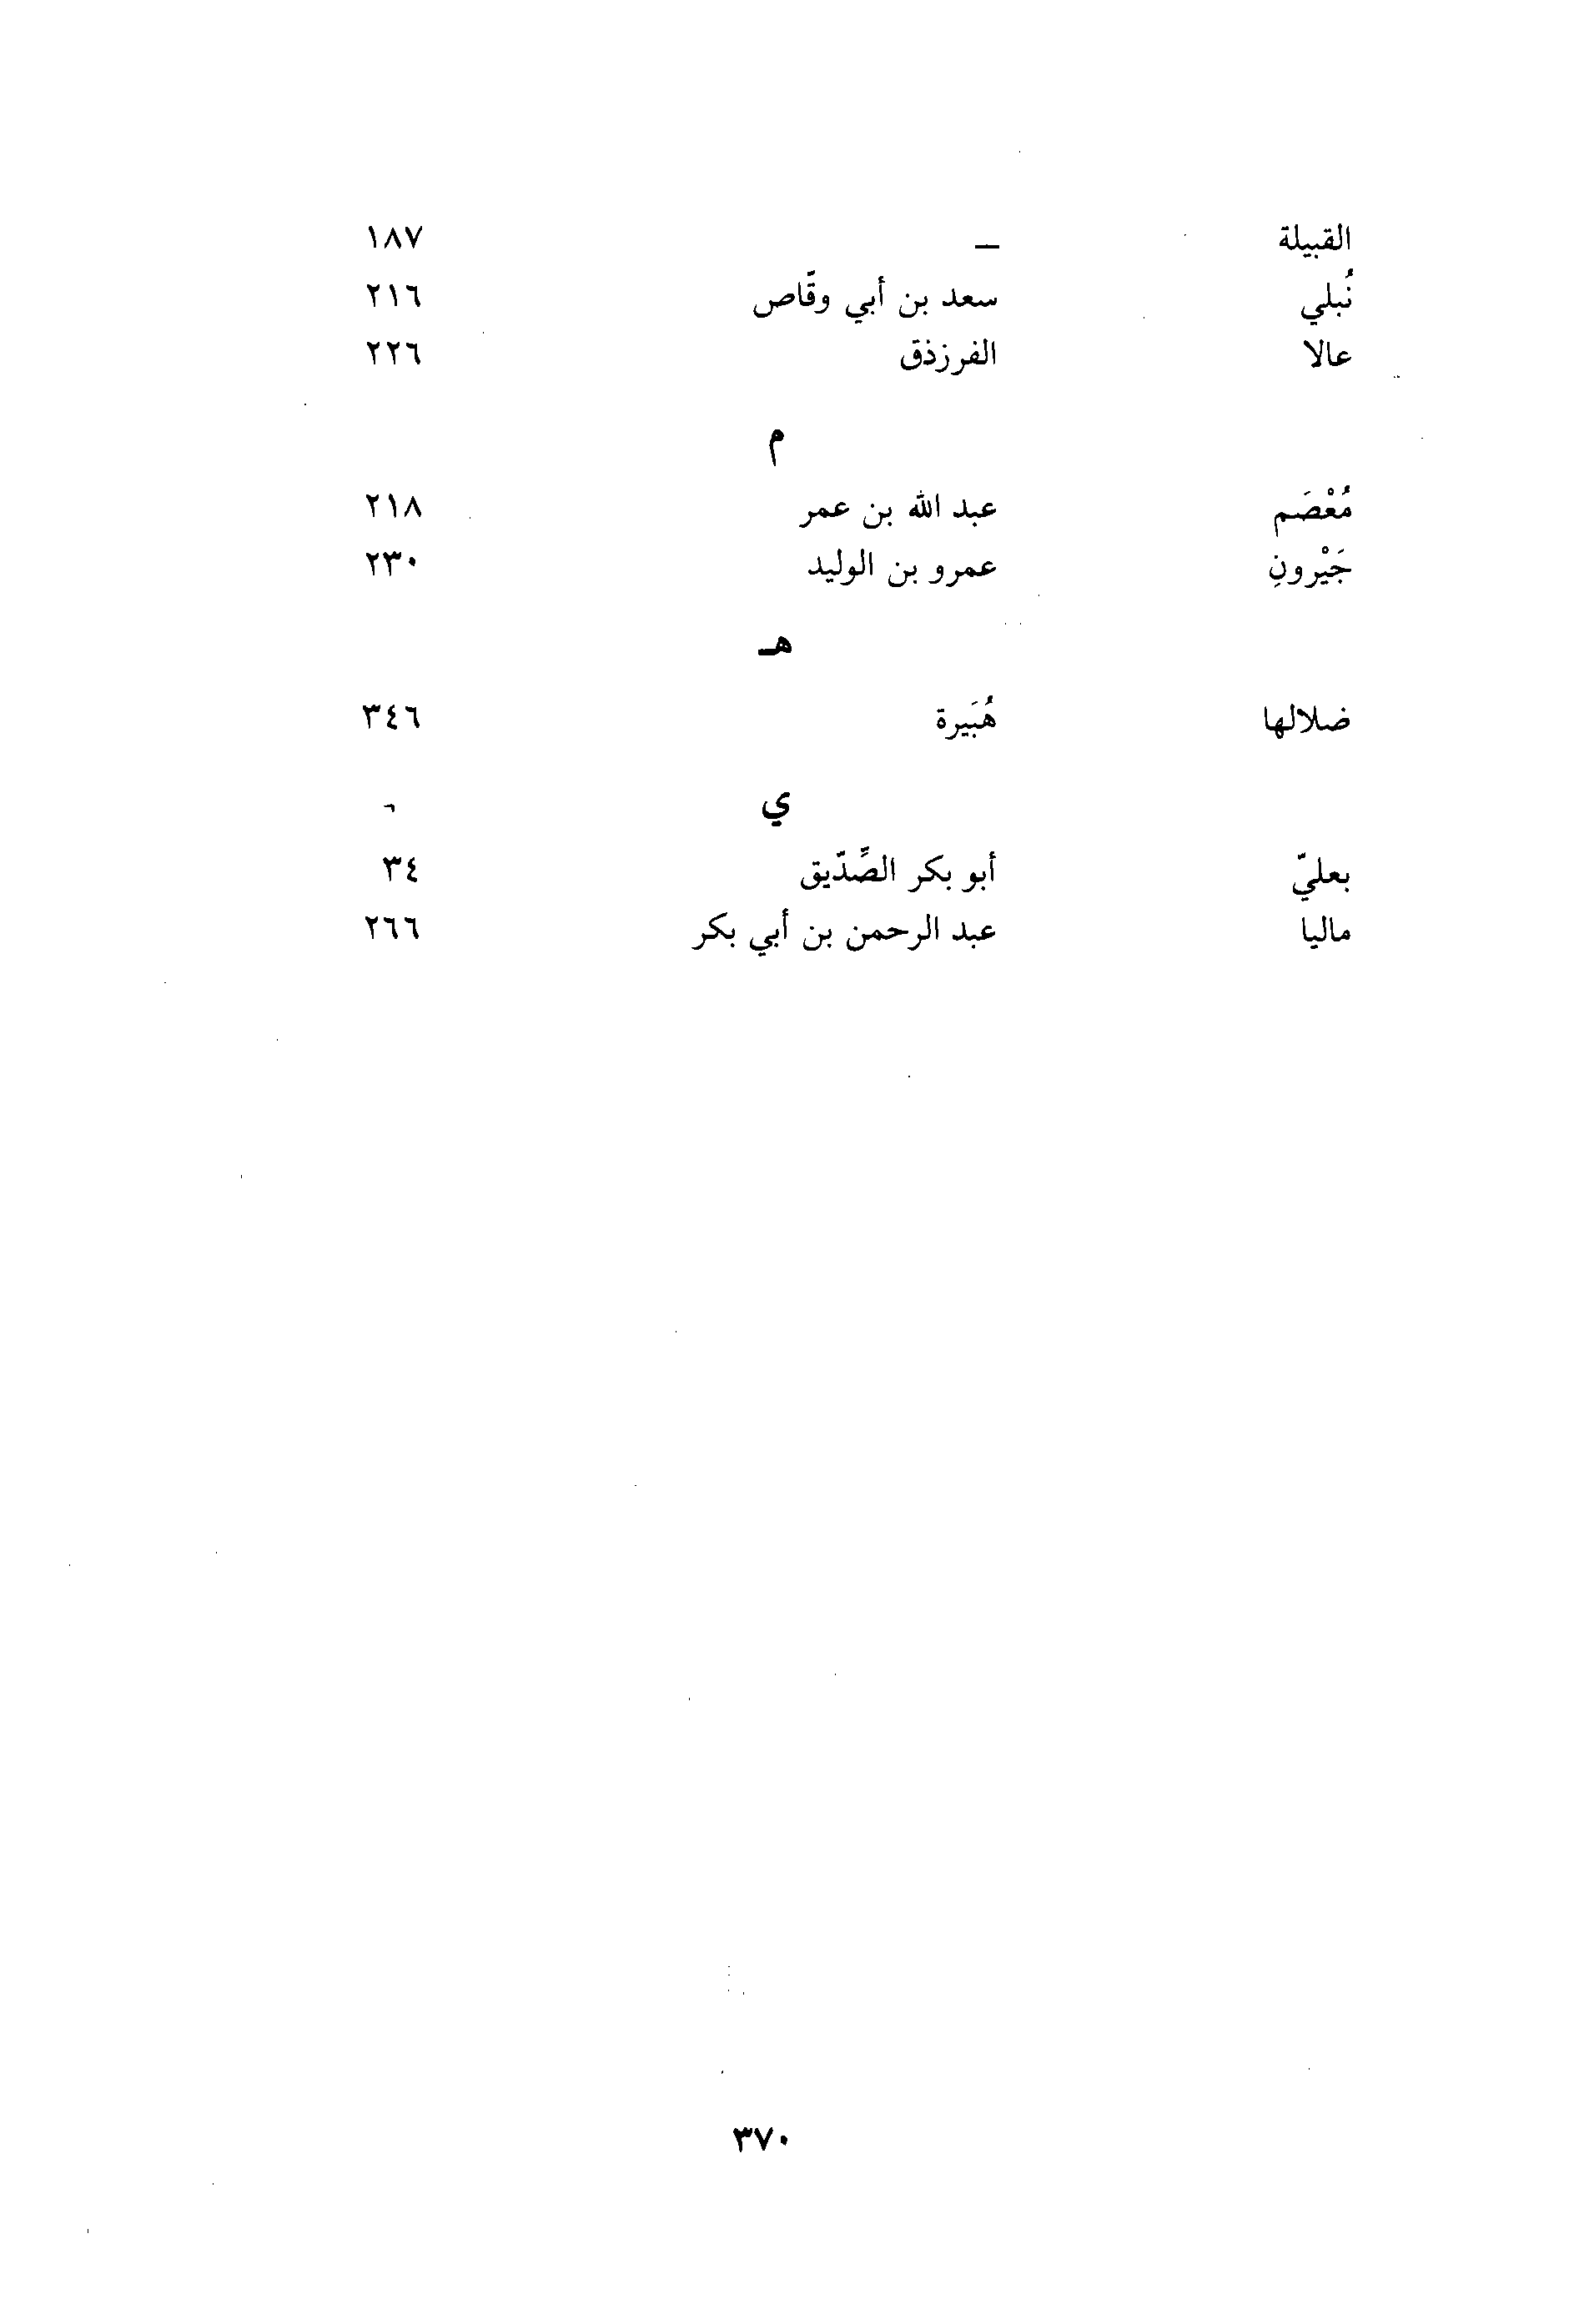 القبيلة — ١٨٧
نُبلي سعد بن أبي وقّاص ٢١٦
عالا الفرزذق ٢٢٦
م
مُعْصَم عبد الله بن عمر ٢١٨
جَيْرونِ عمرو بن الوليد ٢٣٠
هـ
ضلالها هُبَيرة ٣٤٦
ي
بعليّ أبو بكر الصِّدّيق ٣٤
ماليا عبد الرحمن بن أبي بكر ٢٦٦
٣٧٠